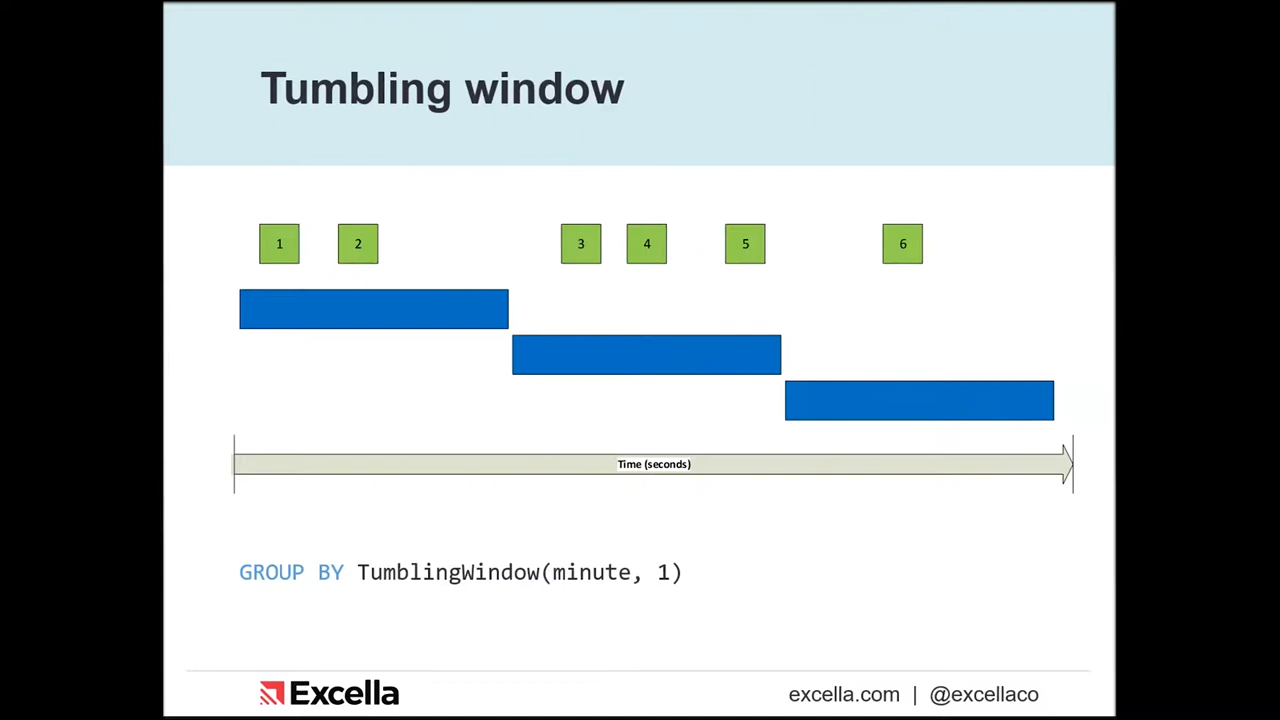 Tumbling window
1 2 3 4 5 6
Time (seconds)
GROUP BY TumblingWindow(minute, 1)
Excella
excella.com | @excellaco